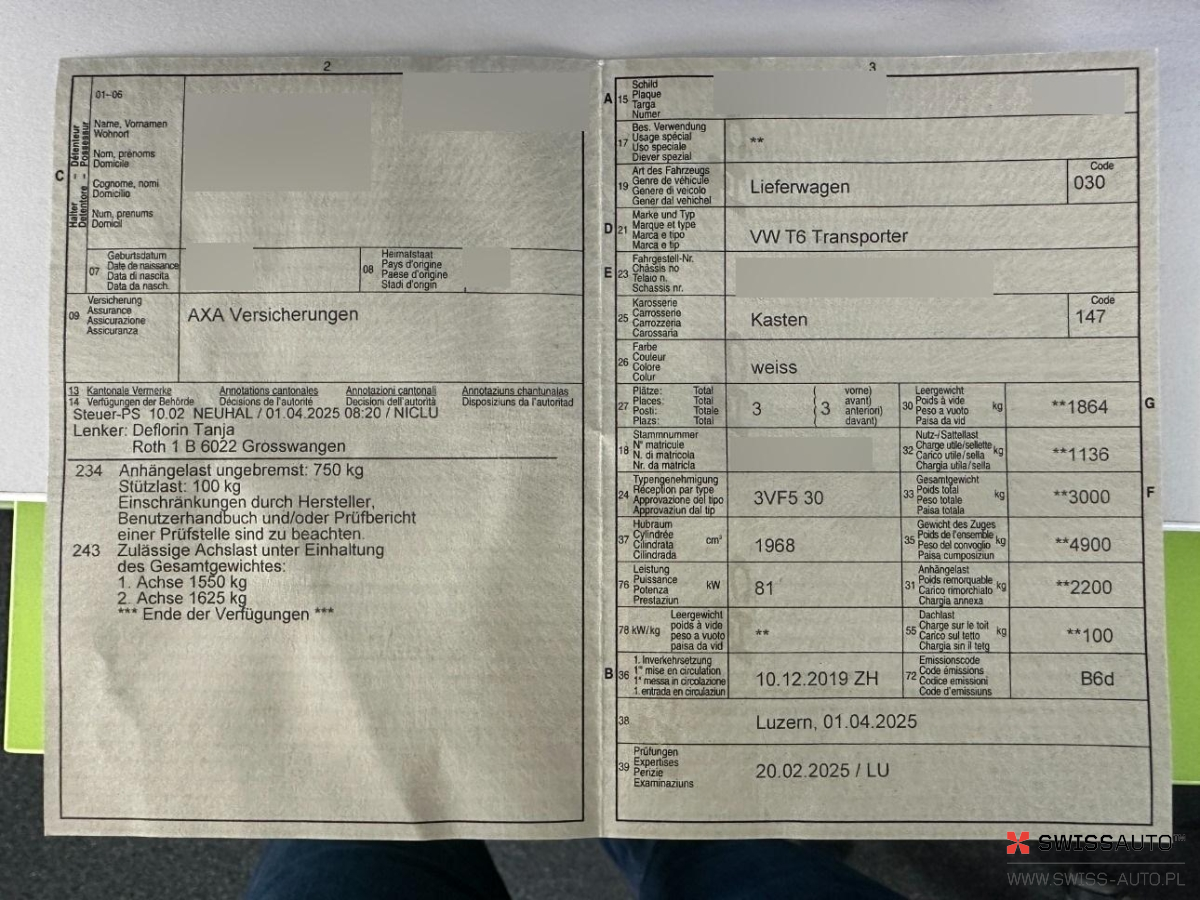 2
C
Halter - Détenteur
Detentore - Possessur
01-06
Name, Vornamen
Wohnort
Nom, prénoms
Domicile
Cognome, nomi
Domicilio
Num, prenums
Domicil
07
Geburtsdatum
Date de naissance
Data di nascita
Data da nasch.
08
Heimatstaat
Pays d'origine
Paese d'origine
Stadi d'origin
09
Versicherung
Assurance
Assicurazione
Assicuranza
AXA Versicherungen
13 Kantonale Vermerke Annotations cantonales Annotazioni cantonali Annotaziuns chantunalas
14 Verfügungen der Behörde Décisions de l'autorité Decisioni dell'autorità Disposiziuns da l'autoritad
Steuer-PS 10.02 NEUHAL / 01.04.2025 08:20 / NICLU
Lenker: Deflorin Tanja
Roth 1 B 6022 Grosswangen
234 Anhängelast ungebremst: 750 kg
Stützlast: 100 kg
Einschränkungen durch Hersteller,
Benutzerhandbuch und/oder Prüfbericht
einer Prüfstelle sind zu beachten.
243 Zulässige Achslast unter Einhaltung
des Gesamtgewichtes:
1. Achse 1550 kg
2. Achse 1625 kg
*** Ende der Verfügungen ***
3
A 15
Schild
Plaque
Targa
Numer
17
Bes. Verwendung
Usage spécial
Uso speciale
Diever spezial
**
19
Art des Fahrzeugs
Genre de véhicule
Genere di veicolo
Gener dal vehichel
Lieferwagen
Code
030
D 21
Marke und Typ
Marque et type
Marca e tipo
Marca e tip
VW T6 Transporter
E 23
Fahrgestell-Nr.
Châssis no
Telaio n.
Schassis nr.
25
Karosserie
Carrosserie
Carrozzeria
Carossaria
Kasten
Code
147
26
Farbe
Couleur
Colore
Colur
weiss
27
Plätze: Total
Places: Total
Posti: Totale
Plazs: Total
3
( 3
vorne)
avant)
anteriori)
davant)
30
Leergewicht
Poids à vide
Peso a vuoto
Paisa da vid
kg
**1864
G
18
Stammnummer
N° matricule
N. di matricola
Nr. da matricla
32
Nutz-/Sattellast
Charge utile/sellette
Carico utile/sella
Chargia utila/sella
kg
**1136
24
Typengenehmigung
Réception par type
Approvazione del tipo
Approvaziun dal tip
3VF5 30
33
Gesamtgewicht
Poids total
Peso totale
Paisa totala
kg
**3000
F
37
Hubraum
Cylindrée
Cilindrata
Cilindrada
cm³
1968
35
Gewicht des Zuges
Poids de l'ensemble
Peso del convoglio
Paisa cumposiziun
kg
**4900
76
Leistung
Puissance
Potenza
Prestaziun
kW
81
31
Anhängelast
Poids remorquable
Carico rimorchiato
Chargia annexa
kg
**2200
78 kW/kg
Leergewicht
poids à vide
peso a vuoto
paisa da vid
**
55
Dachlast
Charge sur le toit
Carico sul tetto
Chargia sin il tetg
kg
**100
B 36
1. Inverkehrsetzung
1re mise en circulation
1a messa in circolazione
1. entrada en circulaziun
10.12.2019 ZH
72
Emissionscode
Code émissions
Codice emissioni
Code d'emissiuns
B6d
38
Luzern, 01.04.2025
39
Prüfungen
Expertises
Perizie
Examinaziuns
20.02.2025 / LU
SWISSAUTO™
WWW.SWISS-AUTO.PL